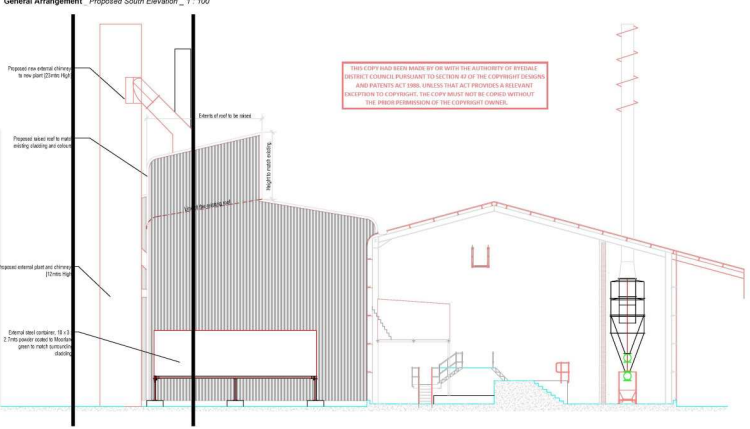 General Arrangement _ Proposed South Elevation _ 1 : 100
Proposed new external chimney
to new plant (23mtrs High)
THIS COPY HAD BEEN MADE BY OR WITH THE AUTHORITY OF RYEDALE
DISTRICT COUNCIL PURSUANT TO SECTION 47 OF THE COPYRIGHT DESIGNS
AND PATENTS ACT 1988. UNLESS THAT ACT PROVIDES A RELEVANT
EXCEPTION TO COPYRIGHT, THE COPY MUST NOT BE COPIED WITHOUT
THE PRIOR PERMISSION OF THE COPYRIGHT OWNER.
Extents of roof to be raised
Proposed raised roof to match
existing cladding and colours
Height to match existing
Line of the existing roof
Proposed external plant and chimney
[12mtrs High]
External steel container, 10 x 3
2.7mts powder coated to Moorland
green to match surrounding
cladding